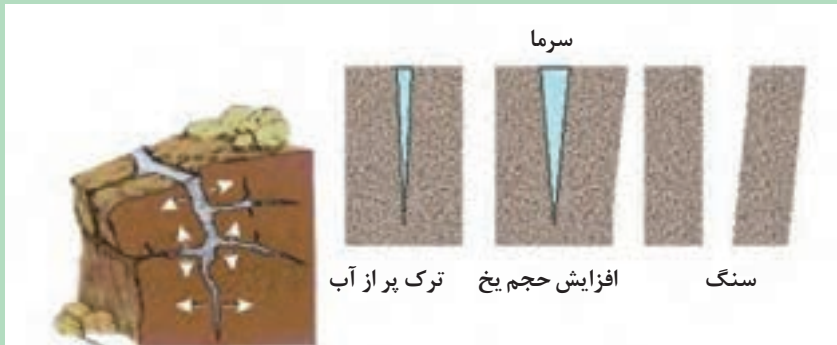 سرما
ترک پر از آب
افزایش حجم یخ
سنگ